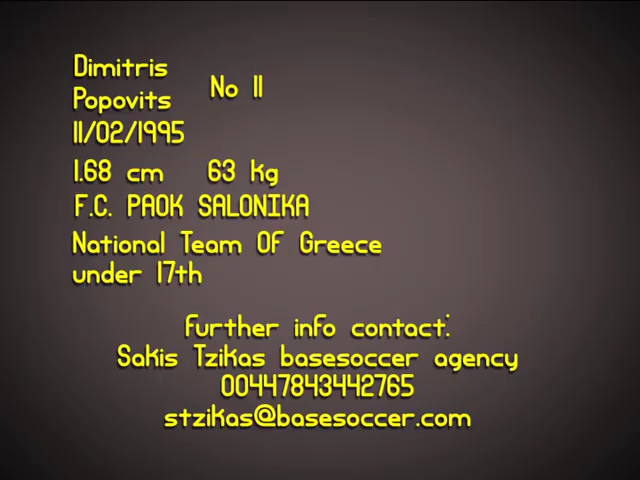 Dimitris
Popovits No 11
11/02/1995
1.68 cm 63 kg
F.C. PAOK SALONIKA
National Team OF Greece
under 17th
further info contact:
Sakis Tzikas basesoccer agency
00447843442765
stzikas@basesoccer.com